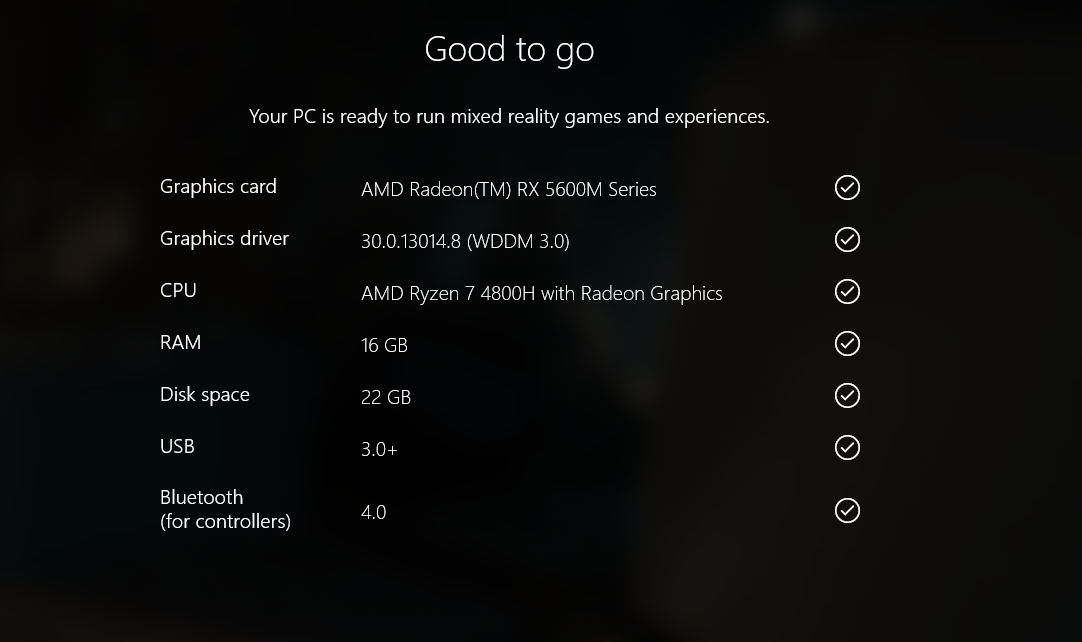 Good to go
Your PC is ready to run mixed reality games and experiences.
Graphics card AMD Radeon(TM) RX 5600M Series
Graphics driver 30.0.13014.8 (WDDM 3.0)
CPU AMD Ryzen 7 4800H with Radeon Graphics
RAM 16 GB
Disk space 22 GB
USB 3.0+
Bluetooth
(for controllers) 4.0